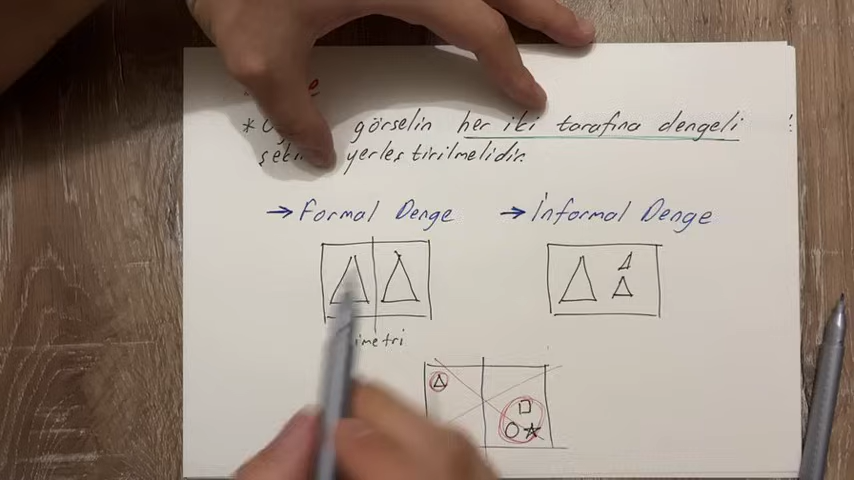 görselin her iki tarafına dengeli
yerleştirilmelidir.
→ Formal Denge → İnformal Denge